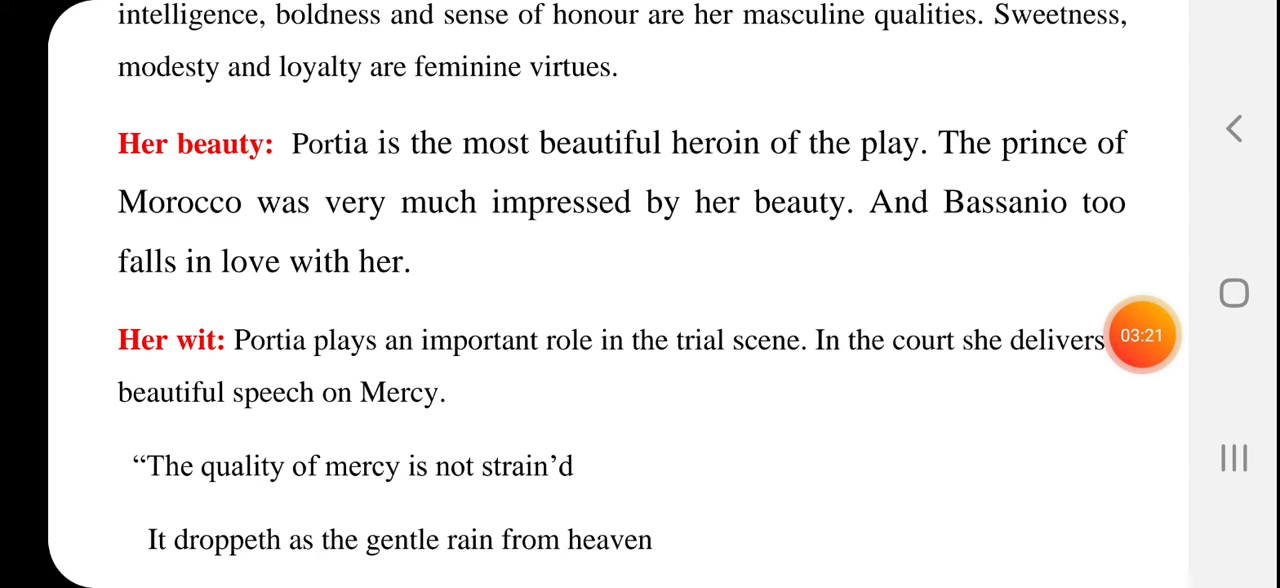 intelligence, boldness and sense of honour are her masculine qualities. Sweetness,
modesty and loyalty are feminine virtues.
Her beauty: Portia is the most beautiful heroin of the play. The prince of
Morocco was very much impressed by her beauty. And Bassanio too
falls in love with her.
Her wit: Portia plays an important role in the trial scene. In the court she delivers
03:21
beautiful speech on Mercy.
“The quality of mercy is not strain’d
It droppeth as the gentle rain from heaven